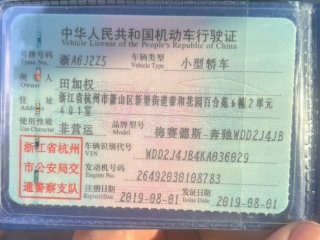 中华人民共和国机动车行驶证
Vehicle License of the People's Republic of China
号牌号码 浙A6J2Z5 车辆类型 小型轿车
Plate No. Vehicle Type
所有人 田加权
住址 浙江省杭州市萧山区新塘街道泰和花园百合苑6幢2单元
401室
使用性质 非营运 品牌型号 梅赛德斯-奔驰WDD2J4JB
Use Character Model
浙江省杭州市公安局交通警察支队
车辆识别代号 WDD2J4JB4KA036029
VIN
发动机号码 26492030108783
Engine No.
注册日期 2019-08-01 发证日期 2019-08-01
Register Date Issue Date